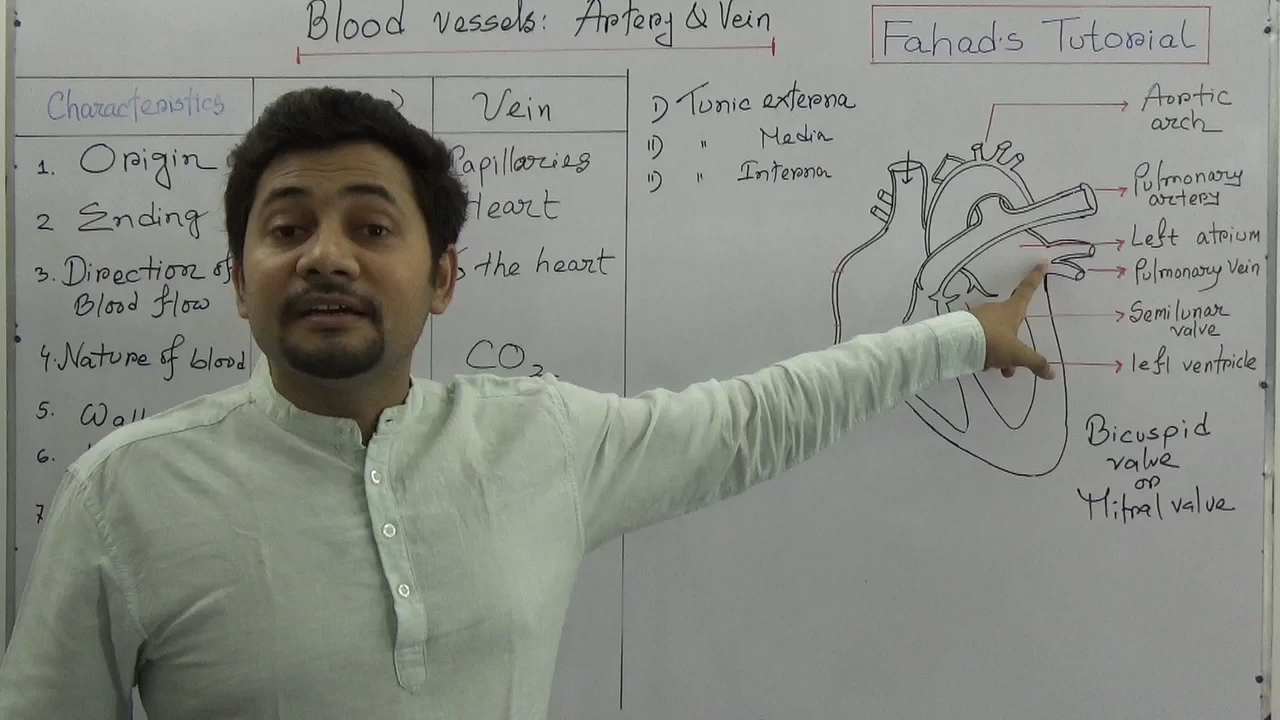 Blood vessels: Artery & Vein
Fahad's Tutorial
Characteristics
Vein
1. Origin
Papillaries
2 Ending
Heart
3. Direction of
Blood flow
the heart
4. Nature of blood
CO2.
5. Wall
6.
7
i) Tunic externa
ii) " Media
ii) " Interna
Aortic
arch
Pulmonary
artery
Left atrium
Pulmonary Vein
Semilunar
valve
left ventricle
Bicuspid
valve
or
Mitral valve